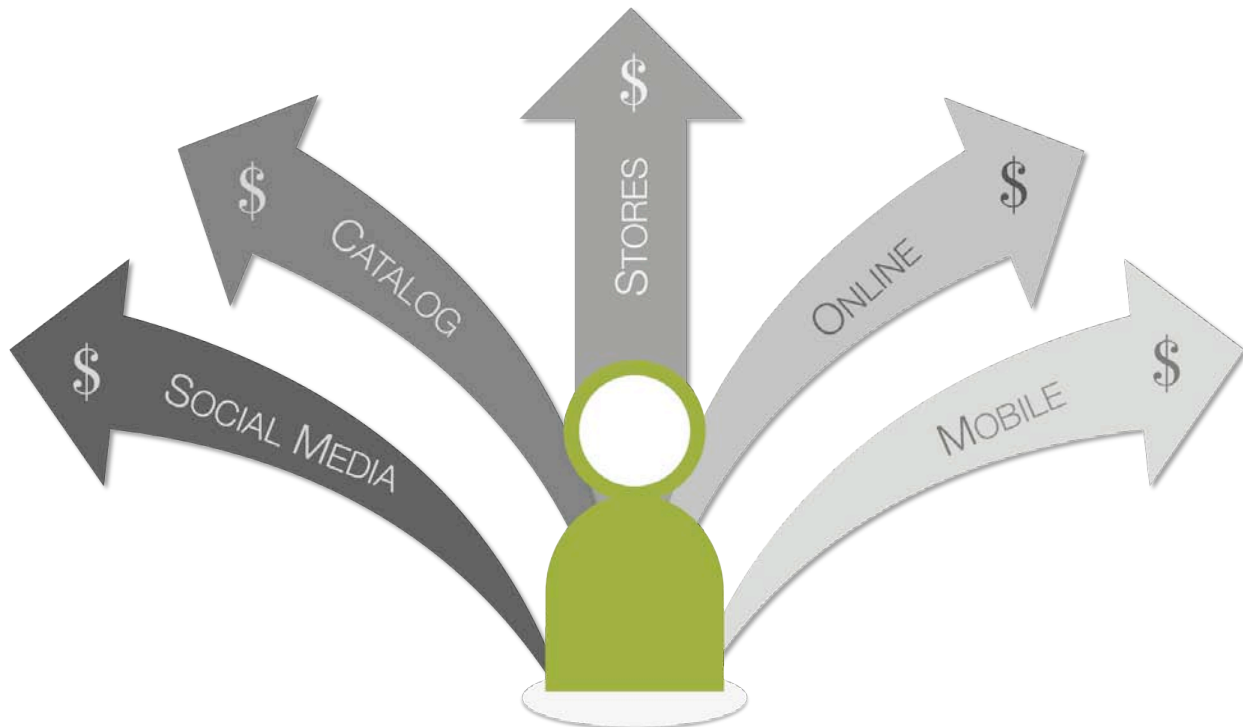 $
SOCIAL MEDIA
$
CATALOG
$
STORES
$
ONLINE
$
MOBILE